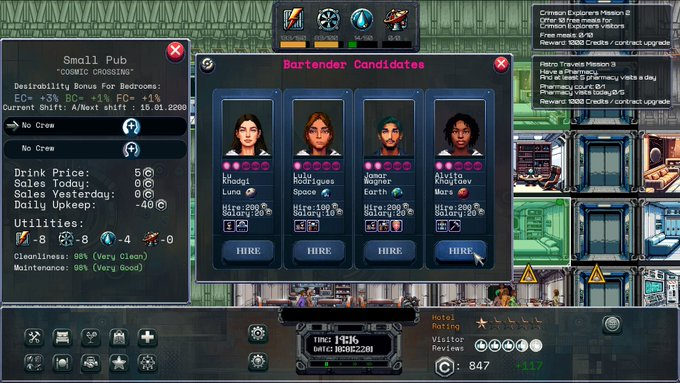 Small Pub
"COSMIC CROSSING"
Desirability Bonus For Bedrooms:
EC= +3% BC= +1% FC= +1%
Current Shift: A/Next shift : 15.01.2200
No Crew
No Crew
Drink Price: 5
Sales Today: 0
Sales Yesterday: 0
Daily Upkeep: -40
Utilities:
-8 -8 -4 -0
Cleanliness: 98% (Very Clean)
Maintenance: 98% (Very Good)
Bartender Candidates
Lu
Khadgi
Luna
Hire:200
Salary:20
HIRE
Lulu
Rodrigues
Space
Hire:100
Salary:10
HIRE
Jamar
Wagner
Earth
Hire:200
Salary:20
HIRE
Alvita
Khaytaev
Mars
Hire:200
Salary:20
HIRE
Crimson Explorers Mission 2
Offer 10 free meals for
Crimson Explorers visitors
Free meals: 0/10
Reward: 1000 Credits / contract upgrade
Astro Travels Mission 3
Have a Pharmacy.
And at least 5 pharmacy visits a day
Pharmacy count: 0/1
Pharmacy visits today:0/5
Reward: 1000 Credits / contract upgrade
TIME: 19:16
DATE: 10:01:2201
Hotel
Rating
Visitor
Reviews
C: 847 +117